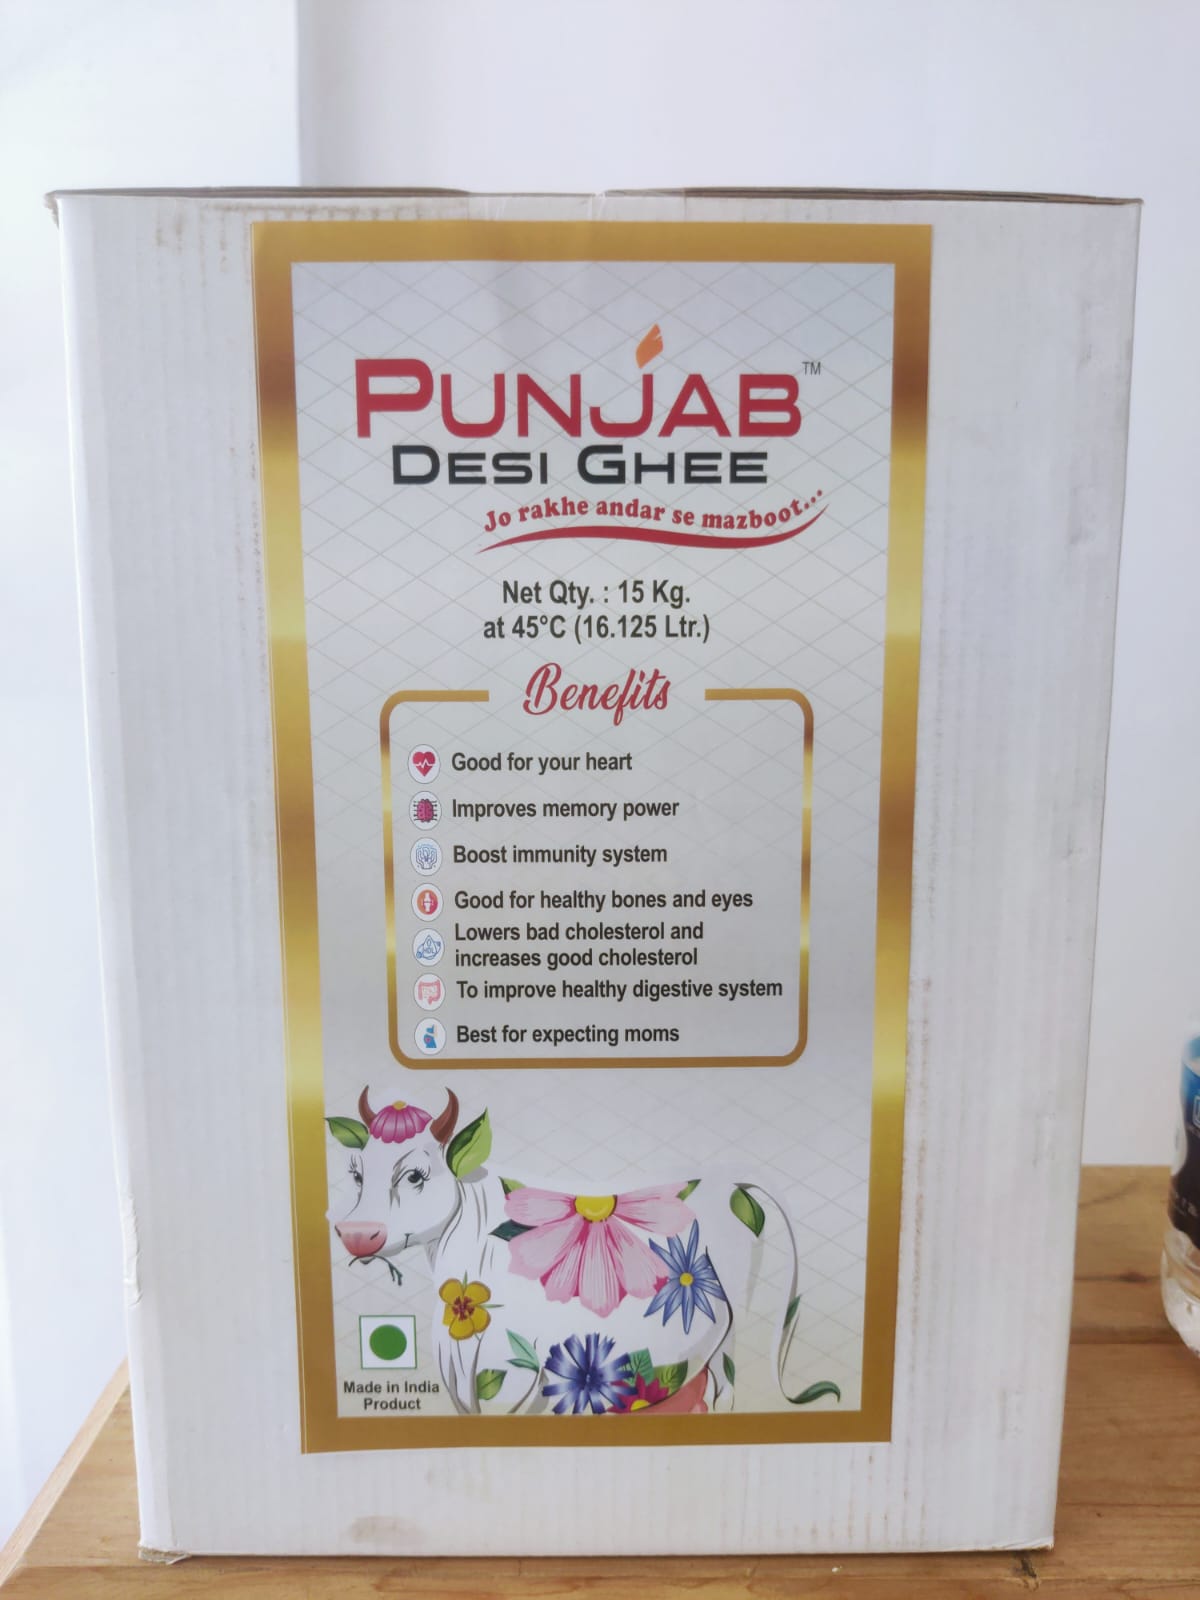 PUNJAB™
DESI GHEE
Jo rakhe andar se mazboot...
Net Qty. : 15 Kg.
at 45°C (16.125 Ltr.)
Benefits
Good for your heart
Improves memory power
Boost immunity system
Good for healthy bones and eyes
Lowers bad cholesterol and
increases good cholesterol
To improve healthy digestive system
Best for expecting moms
Made in India
Product